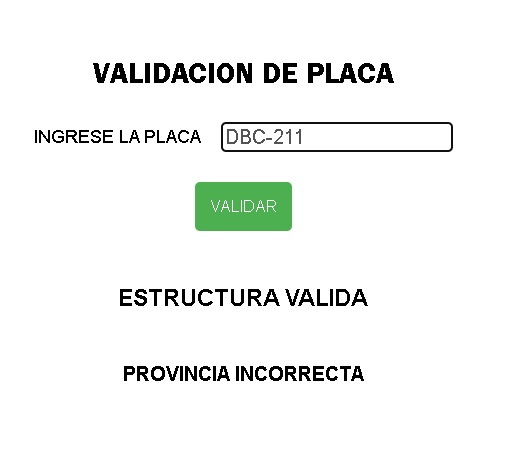 VALIDACION DE PLACA
INGRESE LA PLACA DBC-211
VALIDAR
ESTRUCTURA VALIDA
PROVINCIA INCORRECTA